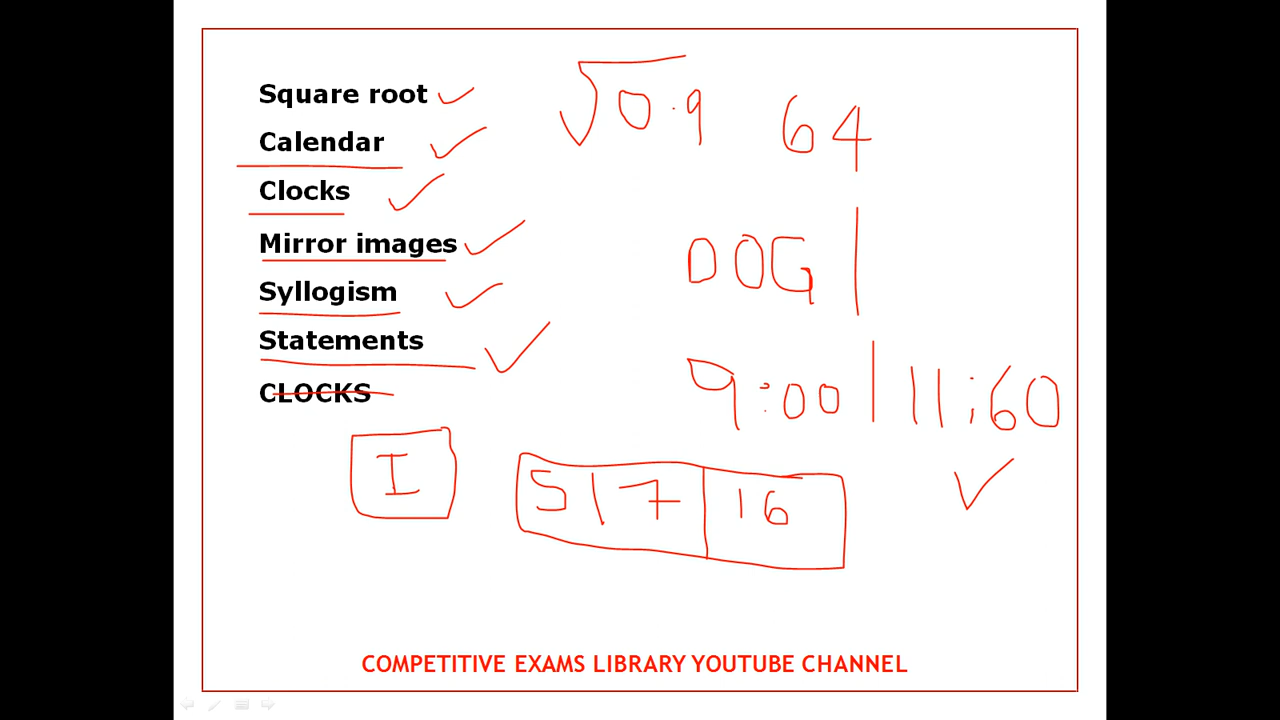 Square root √0.9 64
Calendar
Clocks
Mirror images DOG |
Syllogism
Statements
CLOCKS 9:00 | 11:60
I 5 | 7 | 16
COMPETITIVE EXAMS LIBRARY YOUTUBE CHANNEL